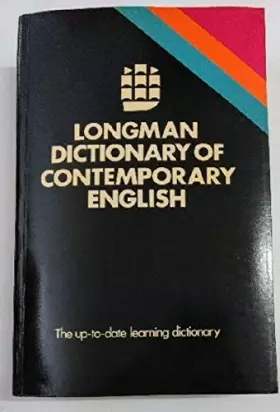 LONGMAN
DICTIONARY OF
CONTEMPORARY
ENGLISH
The up-to-date learning dictionary